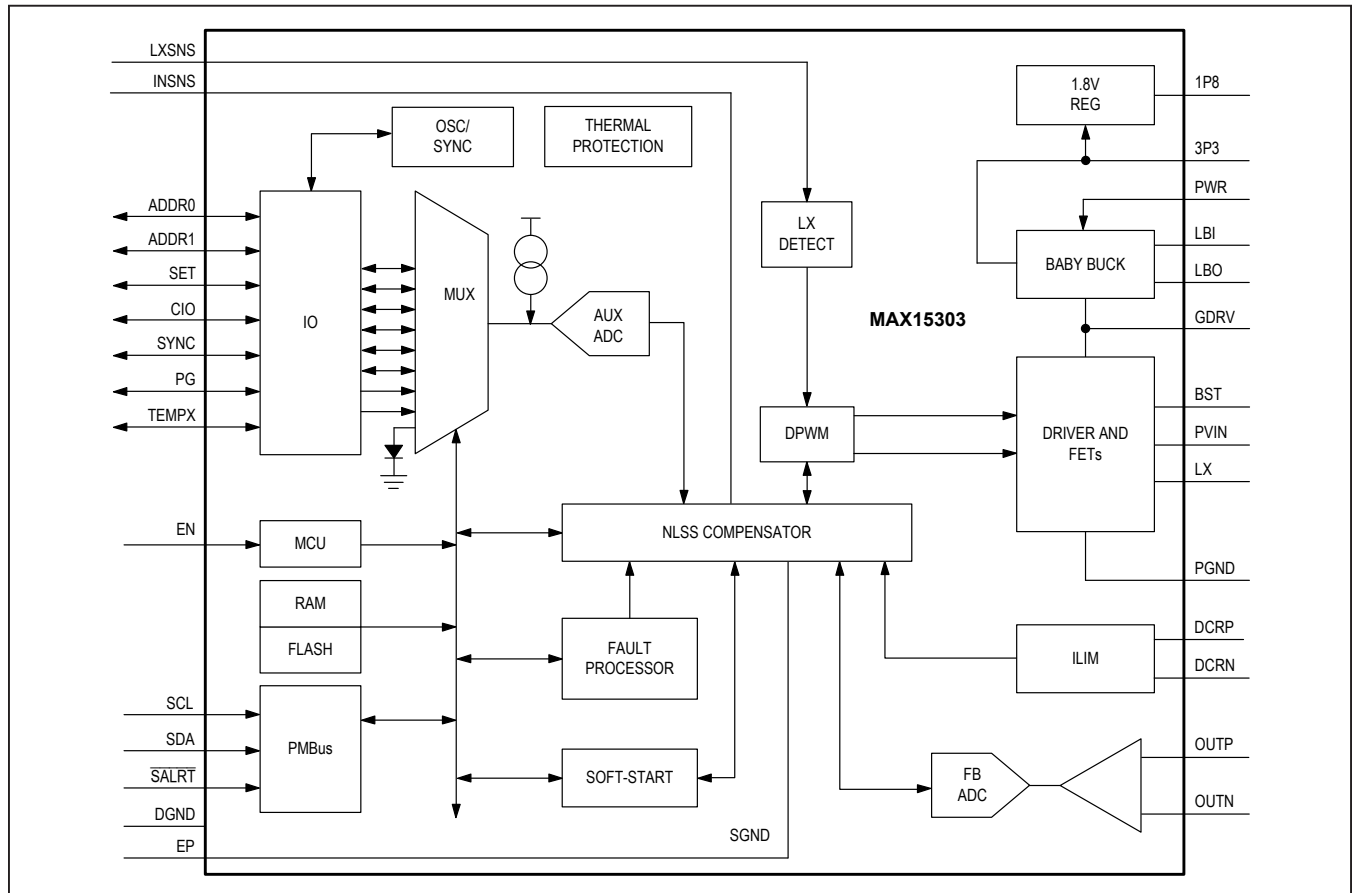 LXSNS
INSNS
OSC/
SYNC
THERMAL
PROTECTION
1.8V
REG
1P8
3P3
PWR
ADDR0
ADDR1
SET
CIO
SYNC
PG
TEMPX
IO
MUX
AUX
ADC
LX
DETECT
BABY BUCK
LBI
LBO
GDRV
MAX15303
DPWM
DRIVER AND
FETs
BST
PVIN
LX
PGND
EN
MCU
NLSS COMPENSATOR
RAM
FLASH
FAULT
PROCESSOR
ILIM
DCRP
DCRN
SCL
SDA
SALRT
DGND
EP
PMBus
SOFT-START
SGND
FB
ADC
OUTP
OUTN